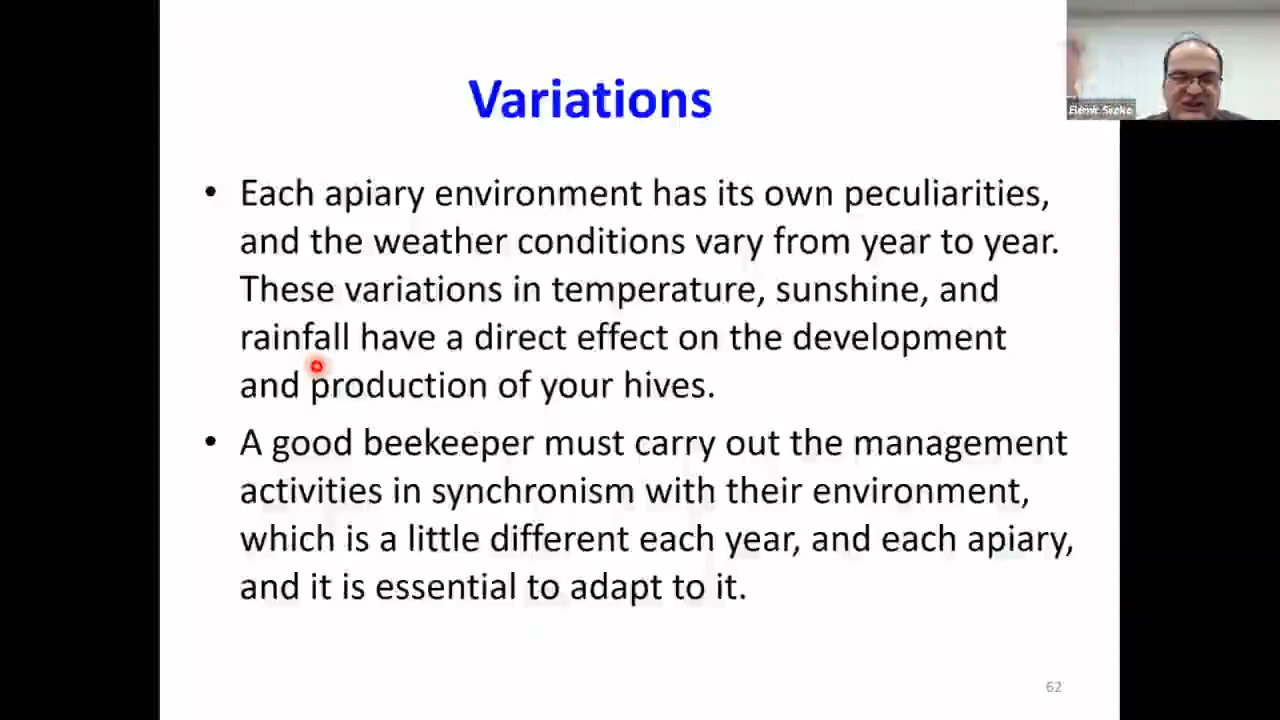 Variations
• Each apiary environment has its own peculiarities,
and the weather conditions vary from year to year.
These variations in temperature, sunshine, and
rainfall have a direct effect on the development
and production of your hives.
• A good beekeeper must carry out the management
activities in synchronism with their environment,
which is a little different each year, and each apiary,
and it is essential to adapt to it.
62